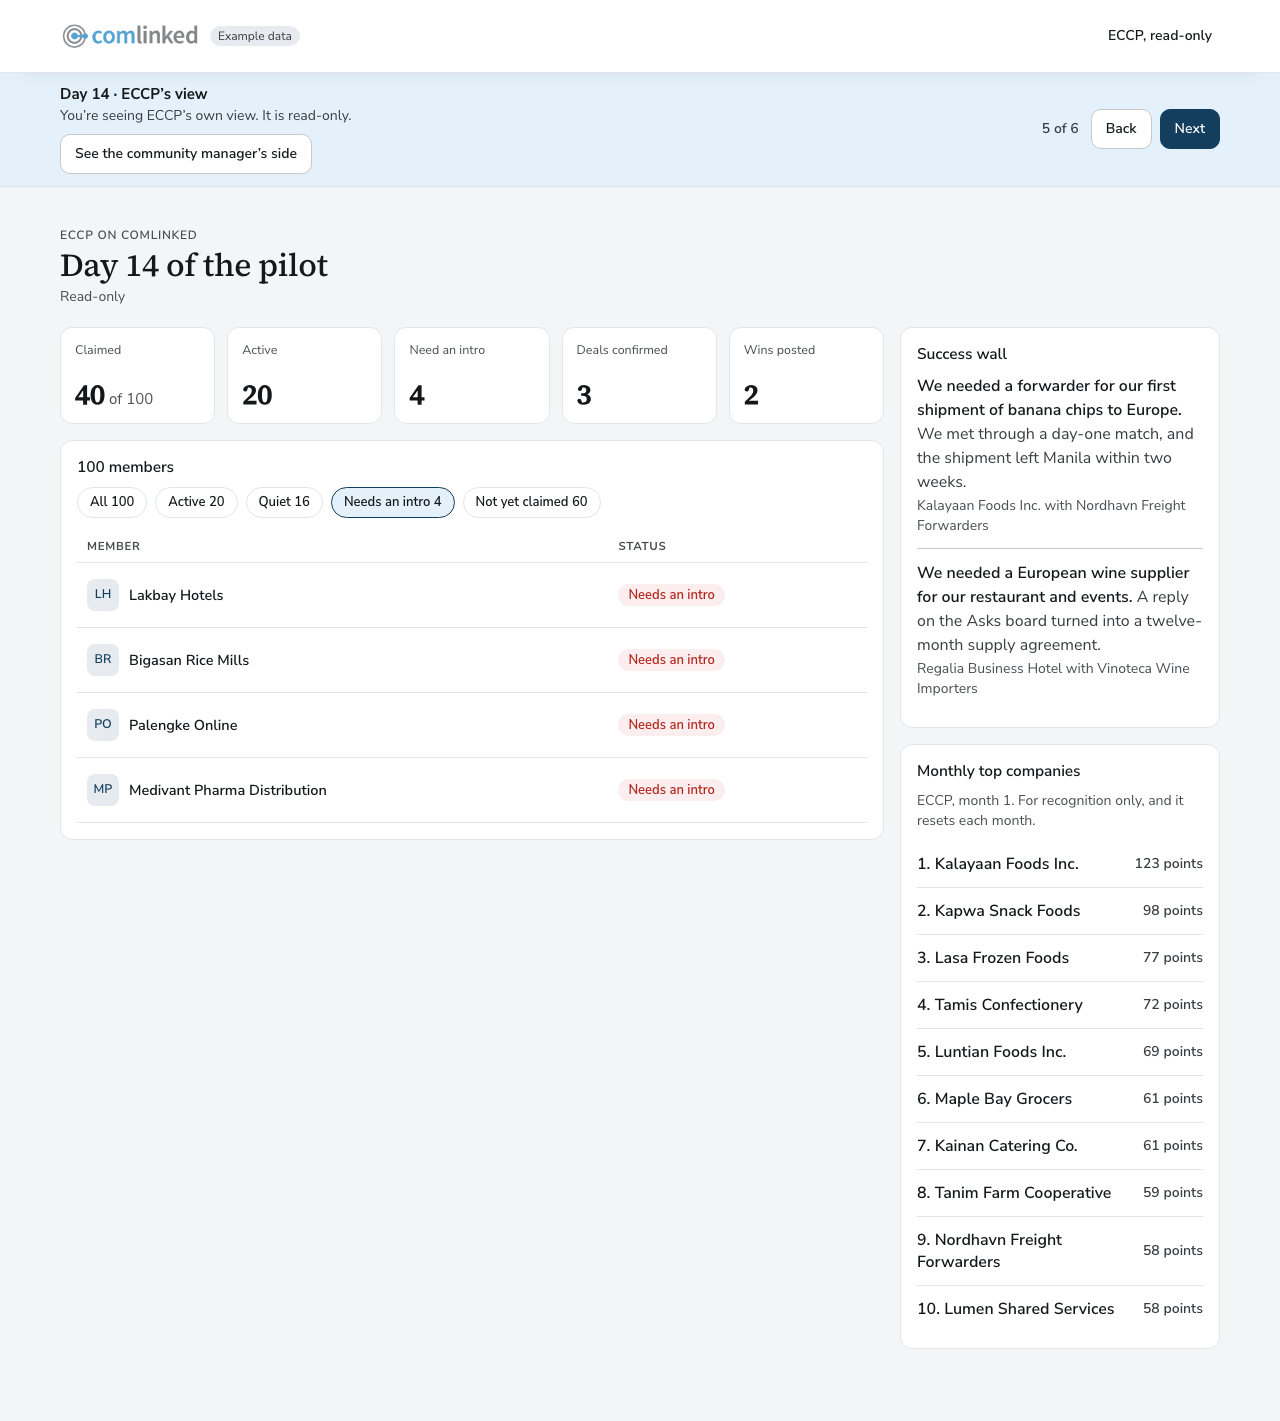 comlinked
Example data
ECCP, read-only
Day 14 · ECCP’s view
You’re seeing ECCP’s own view. It is read-only.
See the community manager’s side
5 of 6
Back
Next
ECCP ON COMLINKED
Day 14 of the pilot
Read-only
Claimed
40 of 100
Active
20
Need an intro
4
Deals confirmed
3
Wins posted
2
100 members
All 100
Active 20
Quiet 16
Needs an intro 4
Not yet claimed 60
MEMBER
STATUS
LH
Lakbay Hotels
Needs an intro
BR
Bigasan Rice Mills
Needs an intro
PO
Palengke Online
Needs an intro
MP
Medivant Pharma Distribution
Needs an intro
Success wall
We needed a forwarder for our first
shipment of banana chips to Europe.
We met through a day-one match, and
the shipment left Manila within two
weeks.
Kalayaan Foods Inc. with Nordhavn Freight
Forwarders
We needed a European wine supplier
for our restaurant and events. A reply
on the Asks board turned into a twelve-
month supply agreement.
Regalia Business Hotel with Vinoteca Wine
Importers
Monthly top companies
ECCP, month 1. For recognition only, and it
resets each month.
1. Kalayaan Foods Inc.
123 points
2. Kapwa Snack Foods
98 points
3. Lasa Frozen Foods
77 points
4. Tamis Confectionery
72 points
5. Luntian Foods Inc.
69 points
6. Maple Bay Grocers
61 points
7. Kainan Catering Co.
61 points
8. Tanim Farm Cooperative
59 points
9. Nordhavn Freight
Forwarders
58 points
10. Lumen Shared Services
58 points